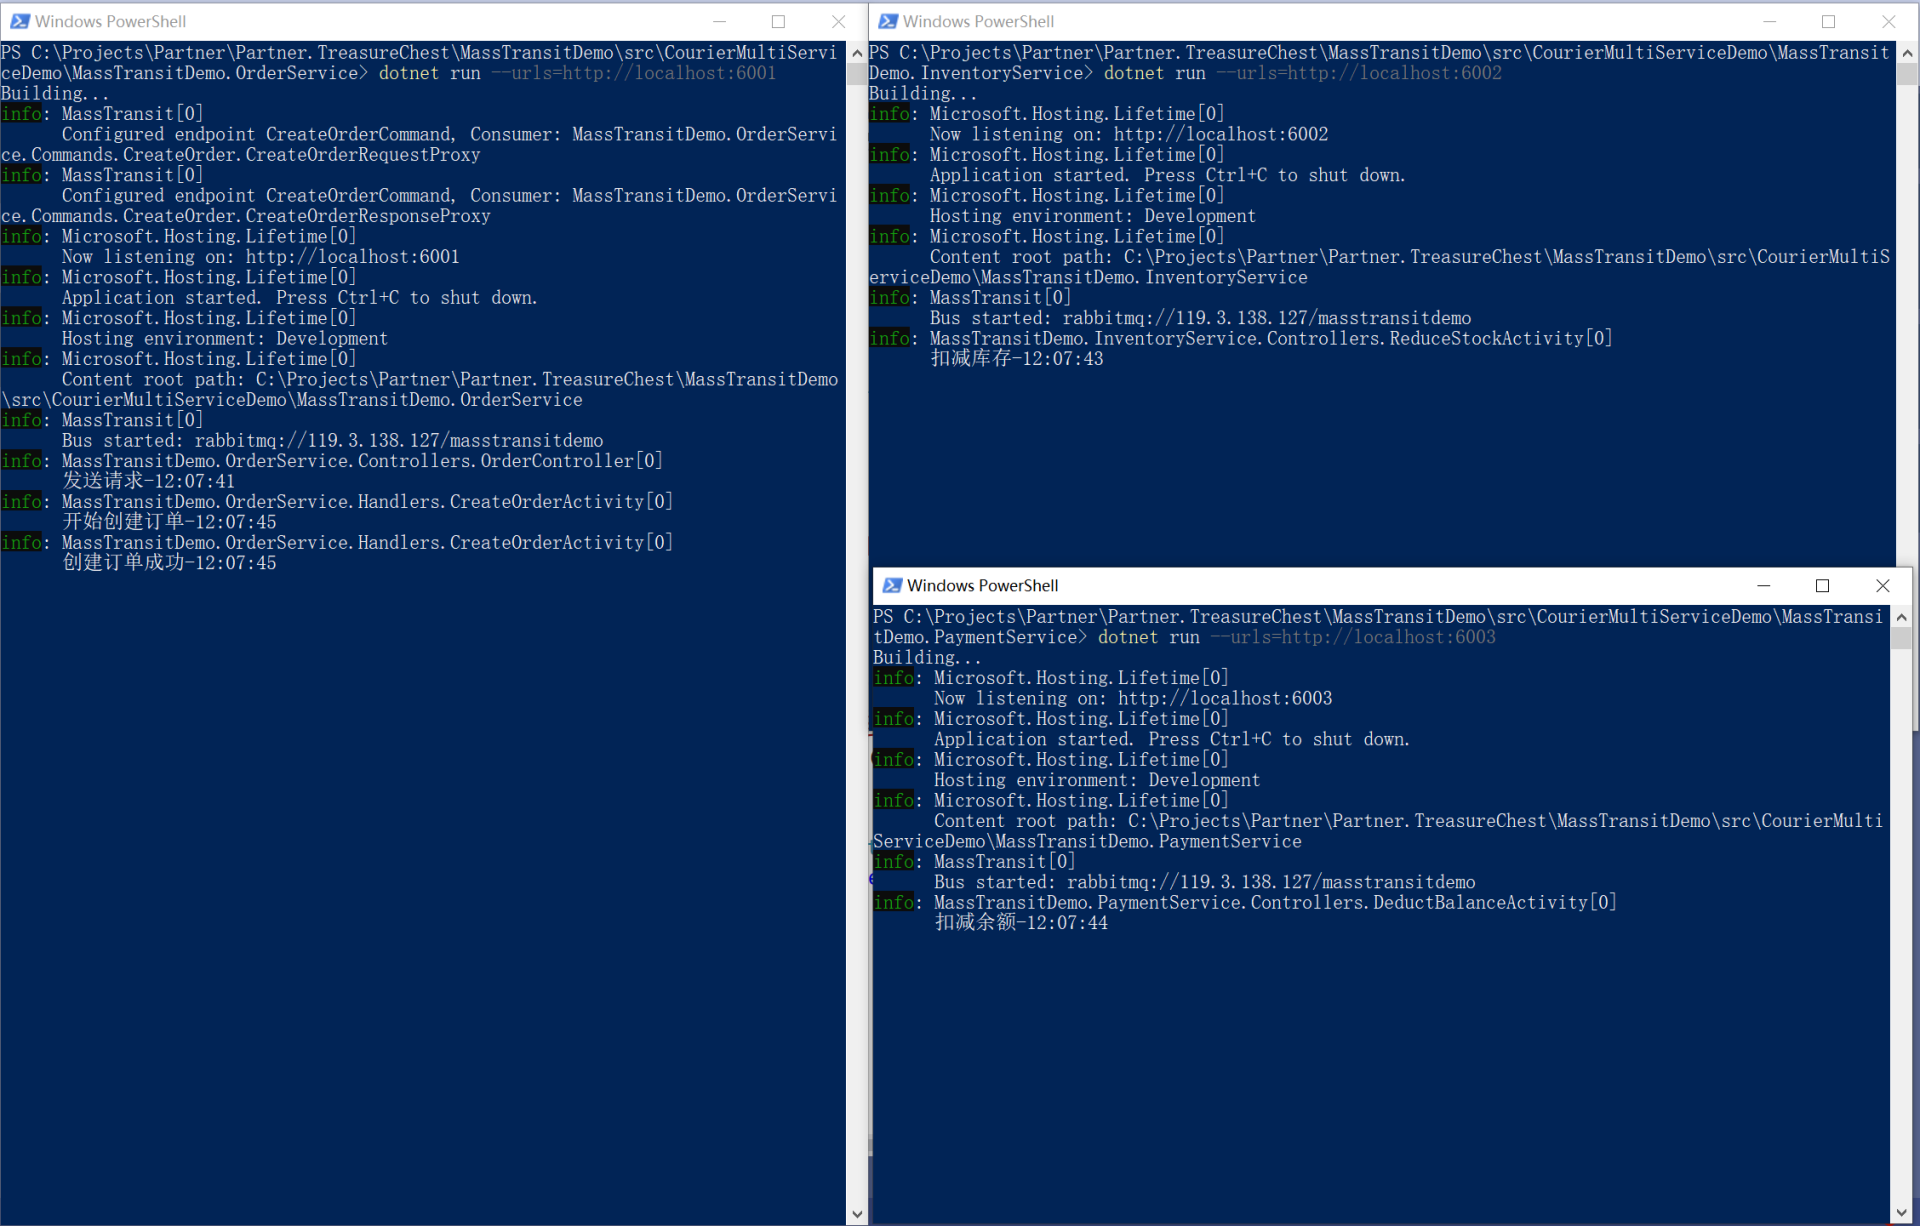 Windows PowerShell
PS C:\Projects\Partner\Partner.TreasureChest\MassTransitDemo\src\CourierMultiServi
ceDemo\MassTransitDemo.OrderService> dotnet run --urls=http://localhost:6001
Building...
info: MassTransit[0]
Configured endpoint CreateOrderCommand, Consumer: MassTransitDemo.OrderServi
ce.Commands.CreateOrder.CreateOrderRequestProxy
info: MassTransit[0]
Configured endpoint CreateOrderCommand, Consumer: MassTransitDemo.OrderServi
ce.Commands.CreateOrder.CreateOrderResponseProxy
info: Microsoft.Hosting.Lifetime[0]
Now listening on: http://localhost:6001
info: Microsoft.Hosting.Lifetime[0]
Application started. Press Ctrl+C to shut down.
info: Microsoft.Hosting.Lifetime[0]
Hosting environment: Development
info: Microsoft.Hosting.Lifetime[0]
Content root path: C:\Projects\Partner\Partner.TreasureChest\MassTransitDemo
\src\CourierMultiServiceDemo\MassTransitDemo.OrderService
info: MassTransit[0]
Bus started: rabbitmq://119.3.138.127/masstransitdemo
info: MassTransitDemo.OrderService.Controllers.OrderController[0]
发送请求-12:07:41
info: MassTransitDemo.OrderService.Handlers.CreateOrderActivity[0]
开始创建订单-12:07:45
info: MassTransitDemo.OrderService.Handlers.CreateOrderActivity[0]
创建订单成功-12:07:45
Windows PowerShell
PS C:\Projects\Partner\Partner.TreasureChest\MassTransitDemo\src\CourierMultiServiceDemo\MassTransit
Demo.InventoryService> dotnet run --urls=http://localhost:6002
Building...
info: Microsoft.Hosting.Lifetime[0]
Now listening on: http://localhost:6002
info: Microsoft.Hosting.Lifetime[0]
Application started. Press Ctrl+C to shut down.
info: Microsoft.Hosting.Lifetime[0]
Hosting environment: Development
info: Microsoft.Hosting.Lifetime[0]
Content root path: C:\Projects\Partner\Partner.TreasureChest\MassTransitDemo\src\CourierMultiS
erviceDemo\MassTransitDemo.InventoryService
info: MassTransit[0]
Bus started: rabbitmq://119.3.138.127/masstransitdemo
info: MassTransitDemo.InventoryService.Controllers.ReduceStockActivity[0]
扣减库存-12:07:43
Windows PowerShell
PS C:\Projects\Partner\Partner.TreasureChest\MassTransitDemo\src\CourierMultiServiceDemo\MassTransi
tDemo.PaymentService> dotnet run --urls=http://localhost:6003
Building...
info: Microsoft.Hosting.Lifetime[0]
Now listening on: http://localhost:6003
info: Microsoft.Hosting.Lifetime[0]
Application started. Press Ctrl+C to shut down.
info: Microsoft.Hosting.Lifetime[0]
Hosting environment: Development
info: Microsoft.Hosting.Lifetime[0]
Content root path: C:\Projects\Partner\Partner.TreasureChest\MassTransitDemo\src\CourierMulti
ServiceDemo\MassTransitDemo.PaymentService
info: MassTransit[0]
Bus started: rabbitmq://119.3.138.127/masstransitdemo
info: MassTransitDemo.PaymentService.Controllers.DeductBalanceActivity[0]
扣减余额-12:07:44